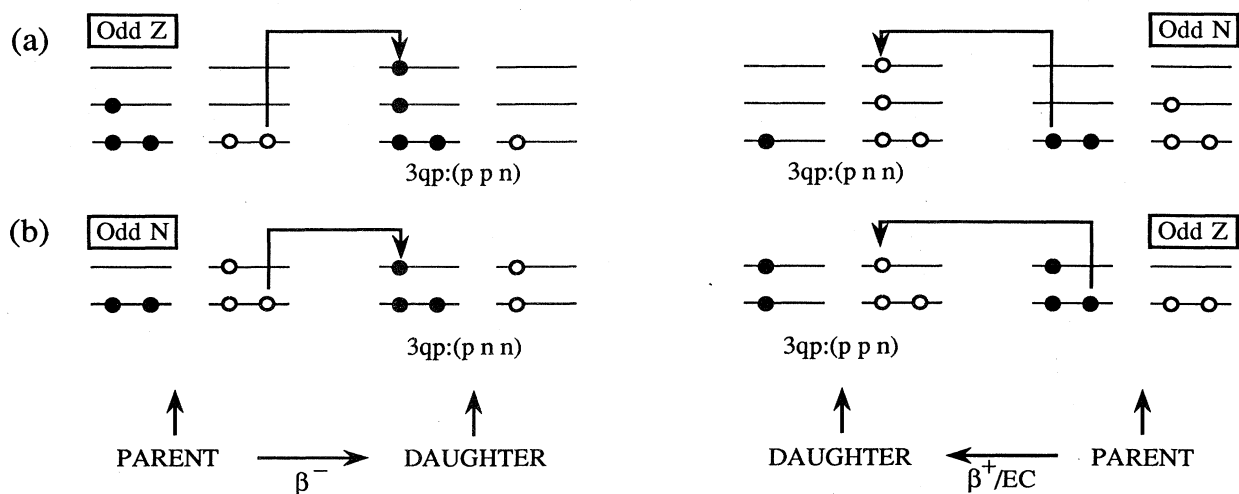 (a) Odd Z Odd N
3qp:(p p n) 3qp:(p n n)
(b) Odd N Odd Z
3qp:(p n n) 3qp:(p p n)
PARENT β⁻ DAUGHTER DAUGHTER β⁺/EC PARENT